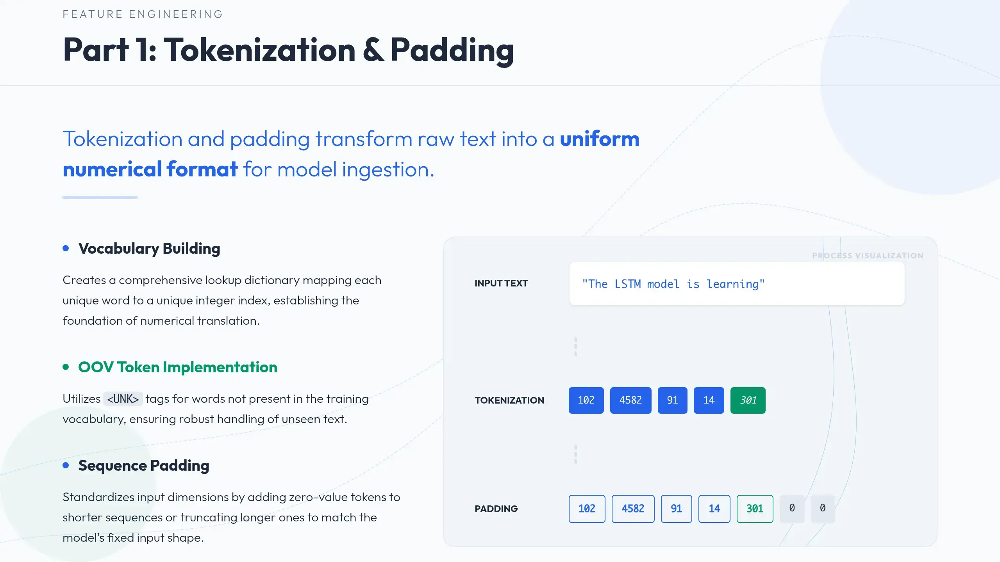 FEATURE ENGINEERING
Part 1: Tokenization & Padding
Tokenization and padding transform raw text into a uniform
numerical format for model ingestion.
Vocabulary Building
Creates a comprehensive lookup dictionary mapping each
unique word to a unique integer index, establishing the
foundation of numerical translation.
OOV Token Implementation
Utilizes <UNK> tags for words not present in the training
vocabulary, ensuring robust handling of unseen text.
Sequence Padding
Standardizes input dimensions by adding zero-value tokens to
shorter sequences or truncating longer ones to match the
model's fixed input shape.
PROCESS VISUALIZATION
INPUT TEXT "The LSTM model is learning"
TOKENIZATION 102 4582 91 14 301
PADDING 102 4582 91 14 301 0 0